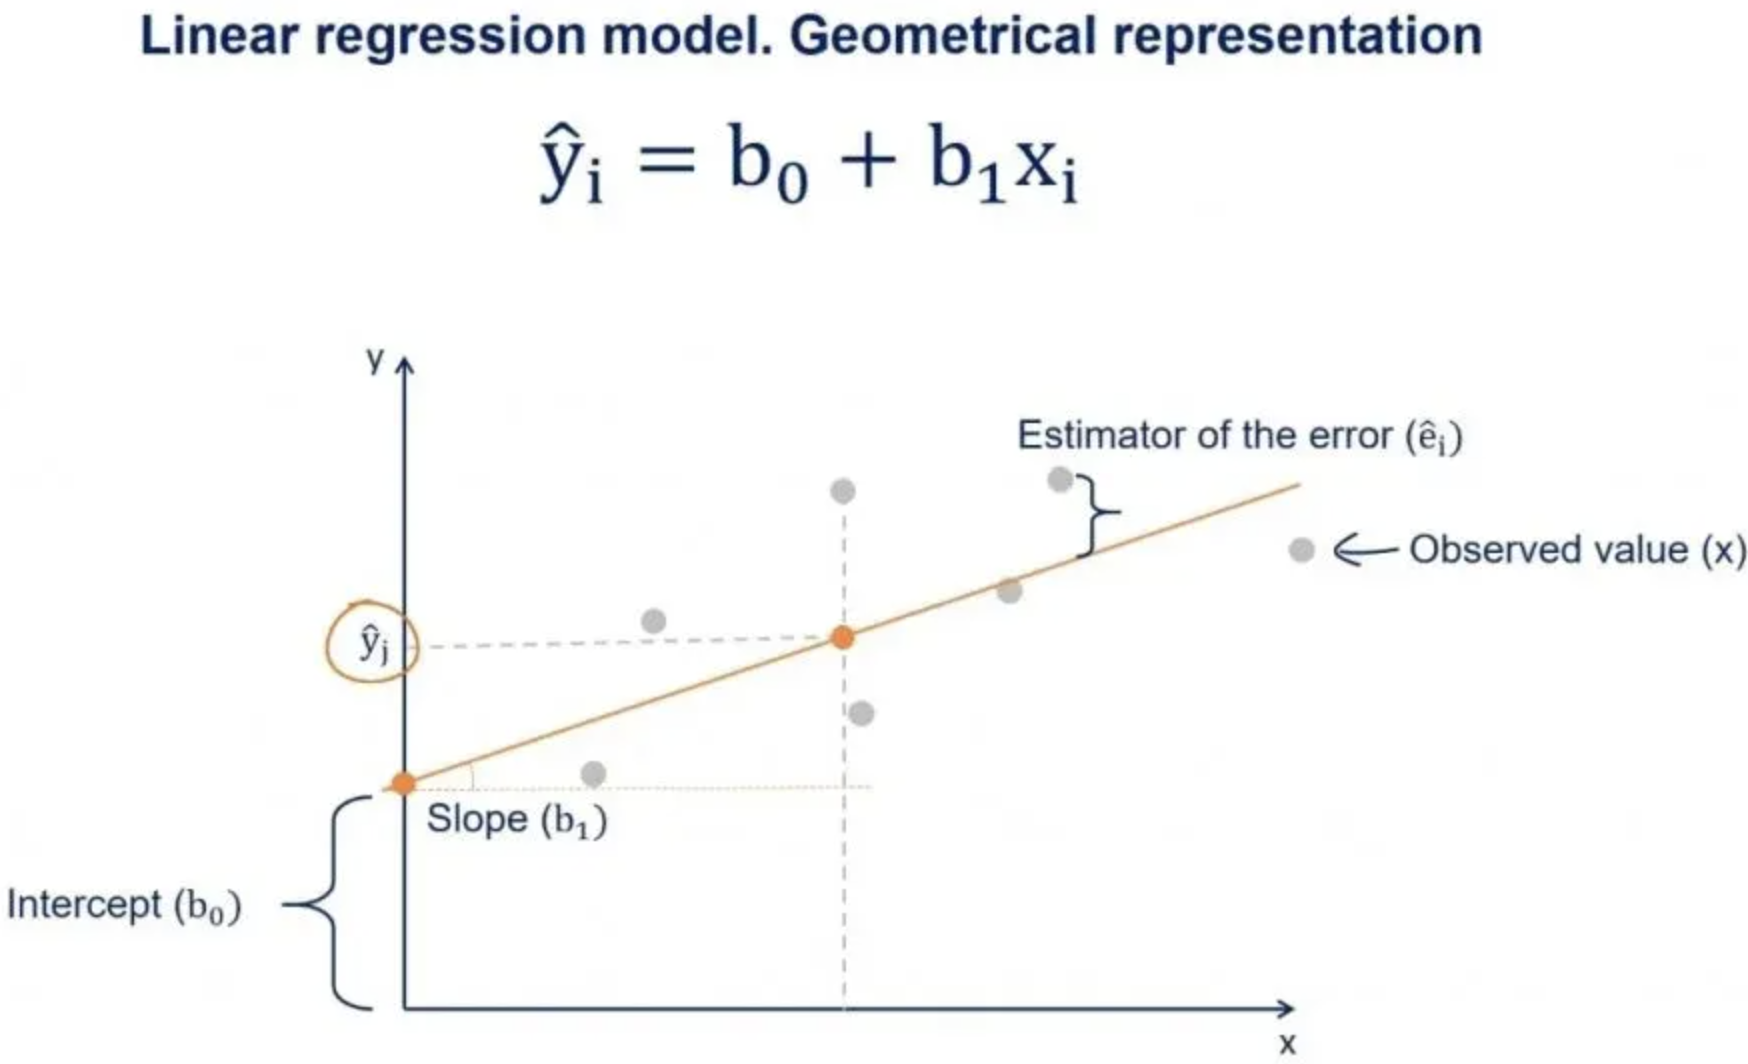 Linear regression model. Geometrical representation
ŷᵢ = b₀ + b₁xᵢ
y
Estimator of the error (êᵢ)
Observed value (x)
ŷⱼ
Slope (b₁)
Intercept (b₀)
x